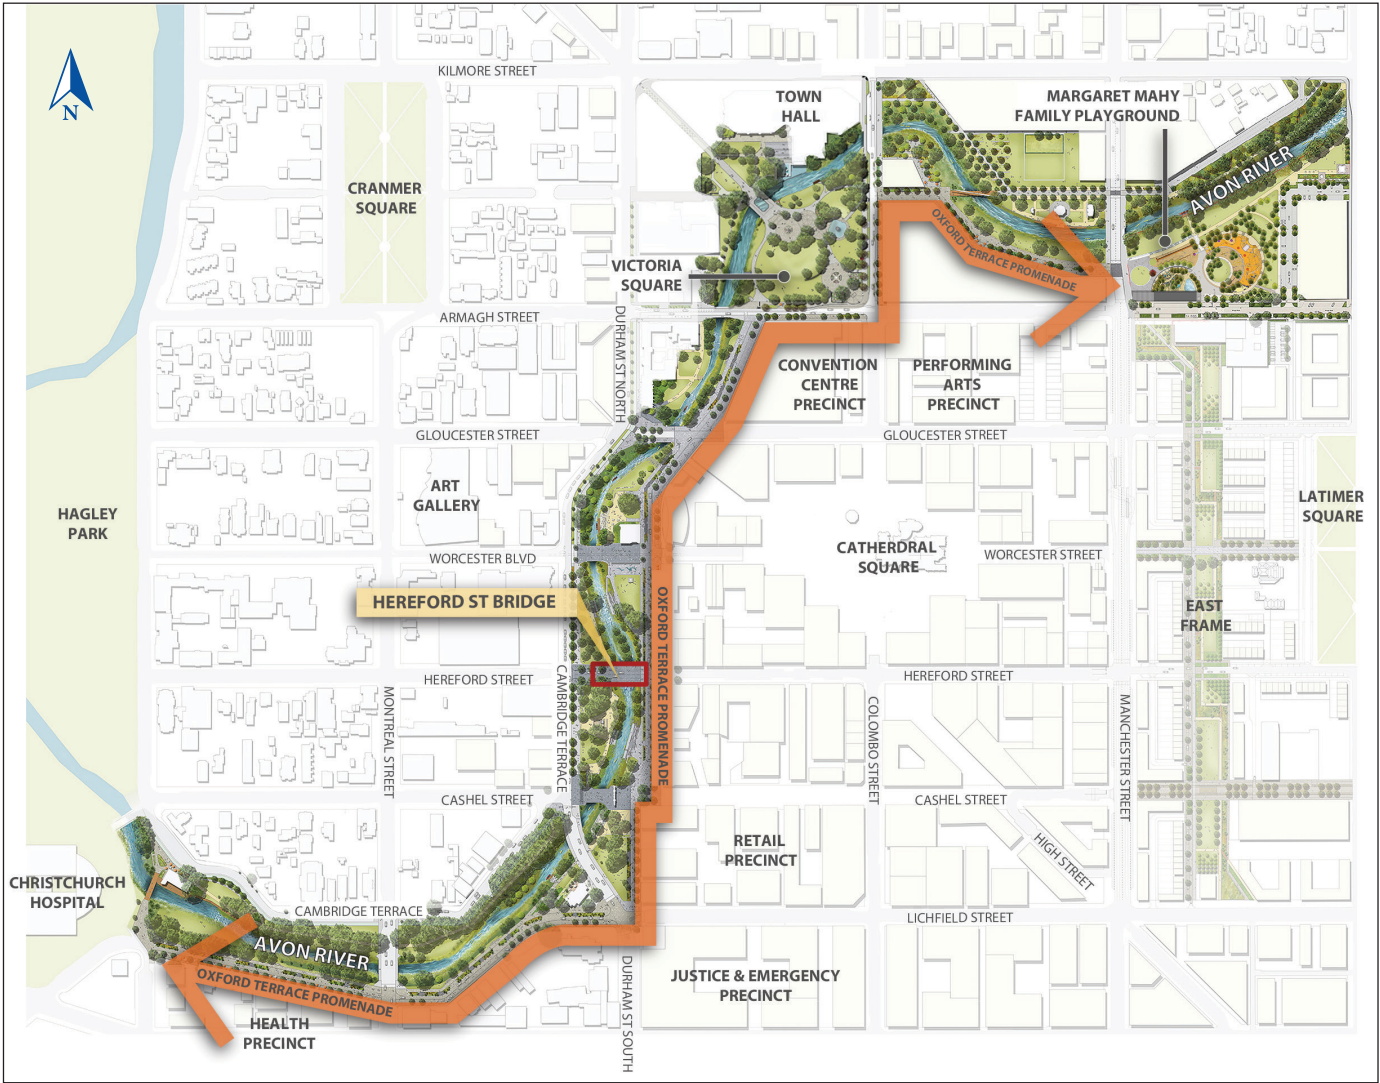 KILMORE STREET
TOWN
HALL
MARGARET MAHY
FAMILY PLAYGROUND
N
CRANMER
SQUARE
AVON RIVER
OXFORD TERRACE PROMENADE
VICTORIA
SQUARE
ARMAGH STREET
DURHAM ST NORTH
CONVENTION
CENTRE
PRECINCT
PERFORMING
ARTS
PRECINCT
GLOUCESTER STREET
GLOUCESTER STREET
ART
GALLERY
HAGLEY
PARK
LATIMER
SQUARE
WORCESTER BLVD
CATHERDRAL
SQUARE
WORCESTER STREET
HEREFORD ST BRIDGE
EAST
FRAME
OXFORD TERRACE PROMENADE
HEREFORD STREET
HEREFORD STREET
CAMBRIDGE TERRACE
MONTREAL STREET
COLOMBO STREET
MANCHESTER STREET
CASHEL STREET
CASHEL STREET
RETAIL
PRECINCT
HIGH STREET
CHRISTCHURCH
HOSPITAL
CAMBRIDGE TERRACE
LICHFIELD STREET
AVON RIVER
OXFORD TERRACE PROMENADE
JUSTICE & EMERGENCY
PRECINCT
DURHAM ST SOUTH
HEALTH
PRECINCT